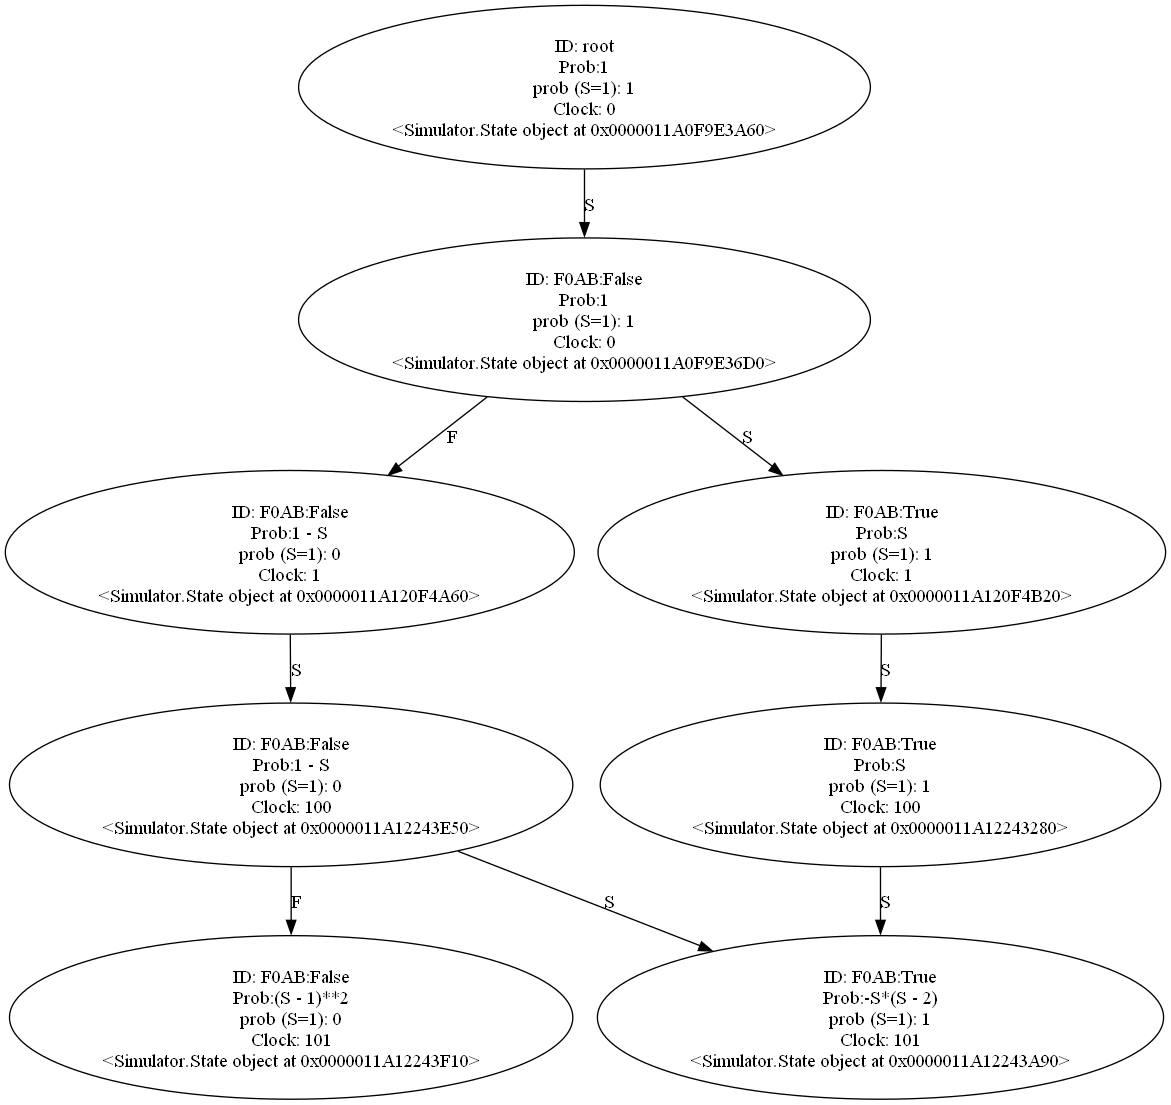 ID: root
Prob:1
prob (S=1): 1
Clock: 0
<Simulator.State object at 0x0000011A0F9E3A60>
S
ID: F0AB:False
Prob:1
prob (S=1): 1
Clock: 0
<Simulator.State object at 0x0000011A0F9E36D0>
F
S
ID: F0AB:False
Prob:1 - S
prob (S=1): 0
Clock: 1
<Simulator.State object at 0x0000011A120F4A60>
ID: F0AB:True
Prob:S
prob (S=1): 1
Clock: 1
<Simulator.State object at 0x0000011A120F4B20>
S
S
ID: F0AB:False
Prob:1 - S
prob (S=1): 0
Clock: 100
<Simulator.State object at 0x0000011A12243E50>
ID: F0AB:True
Prob:S
prob (S=1): 1
Clock: 100
<Simulator.State object at 0x0000011A12243280>
F
S
S
ID: F0AB:False
Prob:(S - 1)**2
prob (S=1): 0
Clock: 101
<Simulator.State object at 0x0000011A12243F10>
ID: F0AB:True
Prob:-S*(S - 2)
prob (S=1): 1
Clock: 101
<Simulator.State object at 0x0000011A12243A90>